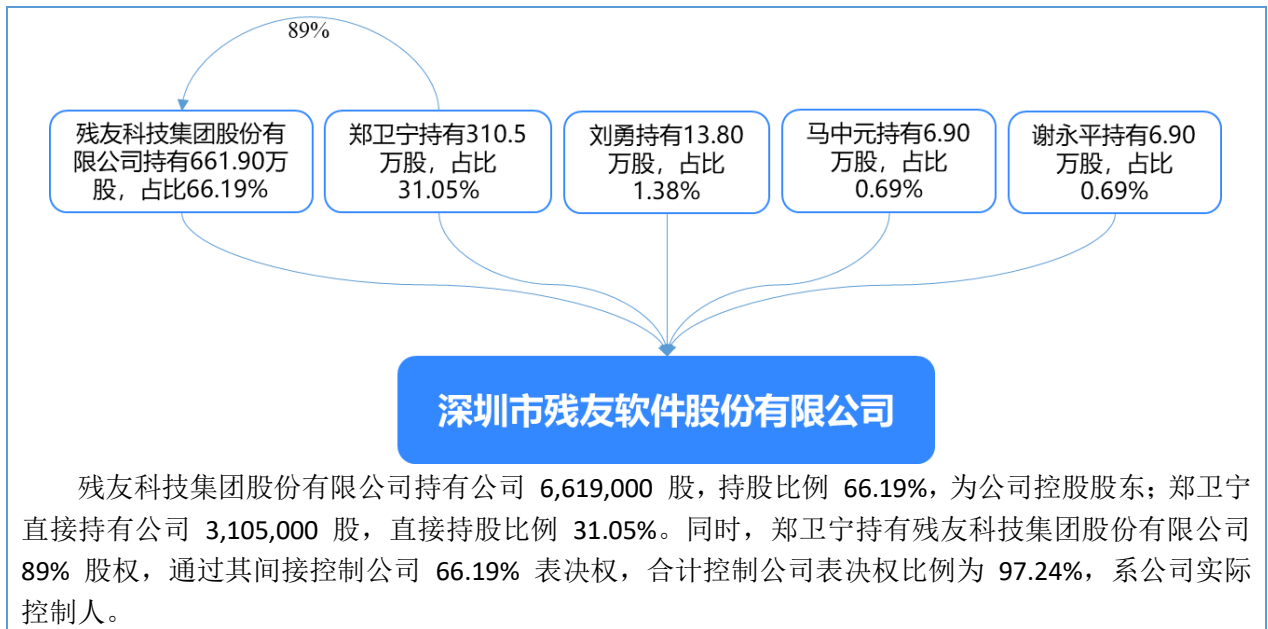 89%
残友科技集团股份有
限公司持有661.90万
股，占比66.19%
郑卫宁持有310.5
万股，占比
31.05%
刘勇持有13.80
万股，占比
1.38%
马中元持有6.90
万股，占比
0.69%
谢永平持有6.90
万股，占比
0.69%
深圳市残友软件股份有限公司
残友科技集团股份有限公司持有公司 6,619,000 股，持股比例 66.19%，为公司控股股东；郑卫宁
直接持有公司 3,105,000 股，直接持股比例 31.05%。同时，郑卫宁持有残友科技集团股份有限公司
89% 股权，通过其间接控制公司 66.19% 表决权，合计控制公司表决权比例为 97.24%，系公司实际
控制人。